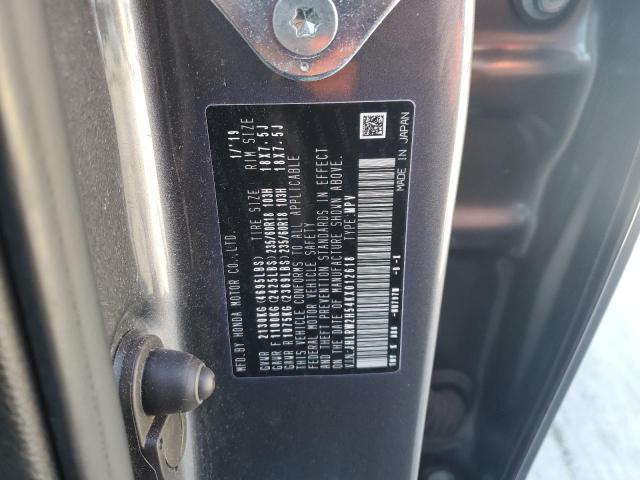 MFD.BY HONDA MOTOR CO.,LTD. 1/'19
TIRE SIZE RIM SIZE
GVWR 2130KG (4695LBS)
GAWR F 1100KG (2425LBS) 235/60R18 103H 18X7.5J
GAWR R 1075KG (2369LBS) 235/60R18 103H 18X7.5J
THIS VEHICLE CONFORMS TO ALL APPLICABLE
FEDERAL MOTOR VEHICLE SAFETY
AND THEFT PREVENTION STANDARDS IN EFFECT
ON THE DATE OF MANUFACTURE SHOWN ABOVE.
TYPE:MPV
MADE IN JAPAN